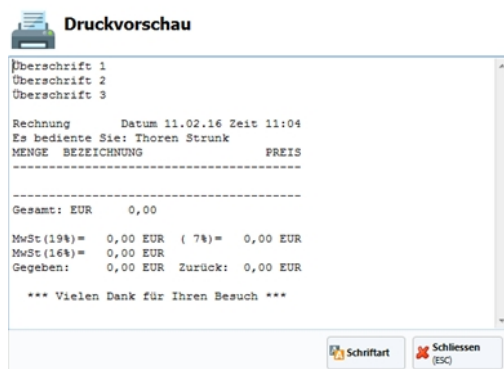 Druckvorschau
Überschrift 1
Überschrift 2
Überschrift 3
Rechnung Datum 11.02.16 Zeit 11:04
Es bediente Sie: Thoren Strunk
MENGE BEZEICHNUNG PREIS
----------------------------------------
----------------------------------------
Gesamt: EUR 0,00
MwSt(19%)= 0,00 EUR ( 7%)= 0,00 EUR
MwSt(16%)= 0,00 EUR
Gegeben: 0,00 EUR Zurück: 0,00 EUR
*** Vielen Dank für Ihren Besuch ***
Schriftart
Schliessen
(ESC)